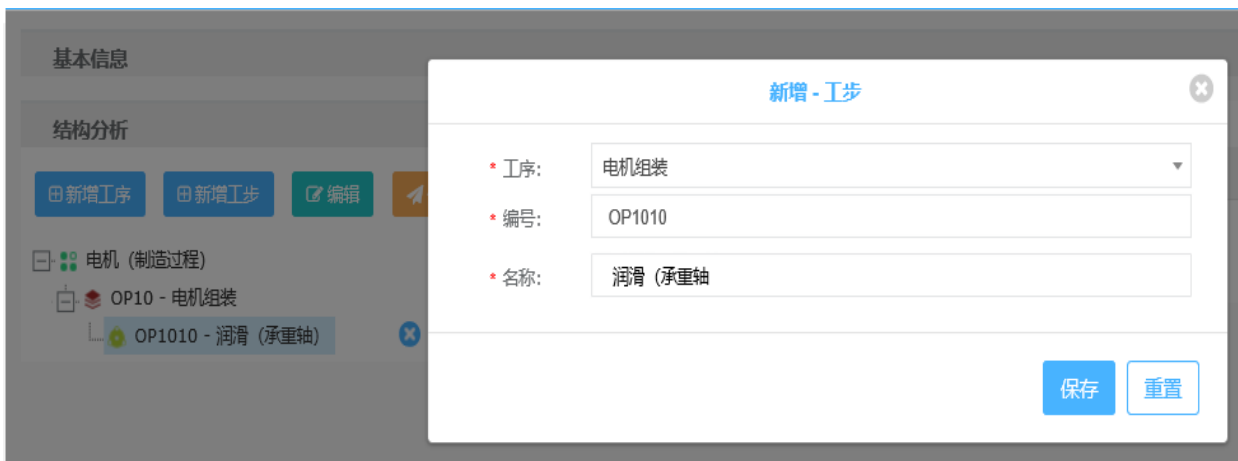 基本信息
结构分析
新增工序 新增工步 编辑
电机（制造过程)
OP10 - 电机组装
OP1010 - 润滑（承重轴)
新增 - 工步
* 工序: 电机组装
* 编号: OP1010
* 名称: 润滑（承重轴
保存 重置